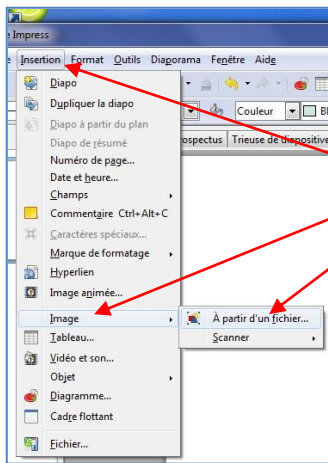 e Impress
e Insertion Format Outils Diaporama Fenêtre Aide
Diapo
Dupliquer la diapo
Couleur
Diapo à partir du plan
ospectus Trieuse de diapositive
Diapo de résumé
Numéro de page...
Date et heure...
Champs
Commentaire Ctrl+Alt+C
Caractères spéciaux...
Marque de formatage
Hyperlien
Image animée...
Image
À partir d'un fichier...
Tableau...
Scanner
Vidéo et son...
Objet
Diagramme...
Cadre flottant
Fichier...